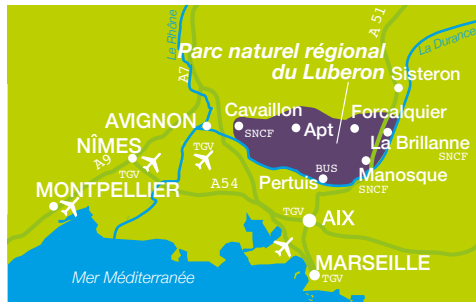 Le Rhône
A7
A 51
La Durance
Parc naturel régional
du Luberon
Sisteron
Cavaillon
SNCF
Apt
Forcalquier
AVIGNON
TGV
La Brillanne
SNCF
NÎMES
TGV
A9
BUS
Manosque
SNCF
Pertuis
A54
MONTPELLIER
TGV
AIX
Mer Méditerranée
MARSEILLE
TGV